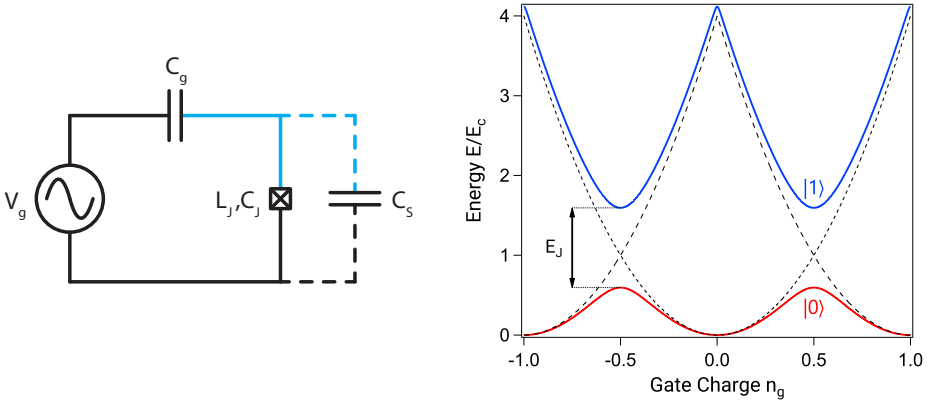 C_g
V_g
L_J,C_J
C_S
Energy E/E_c
4
3
2
1
0
E_J
|1⟩
|0⟩
-1.0 -0.5 0.0 0.5 1.0
Gate Charge n_g